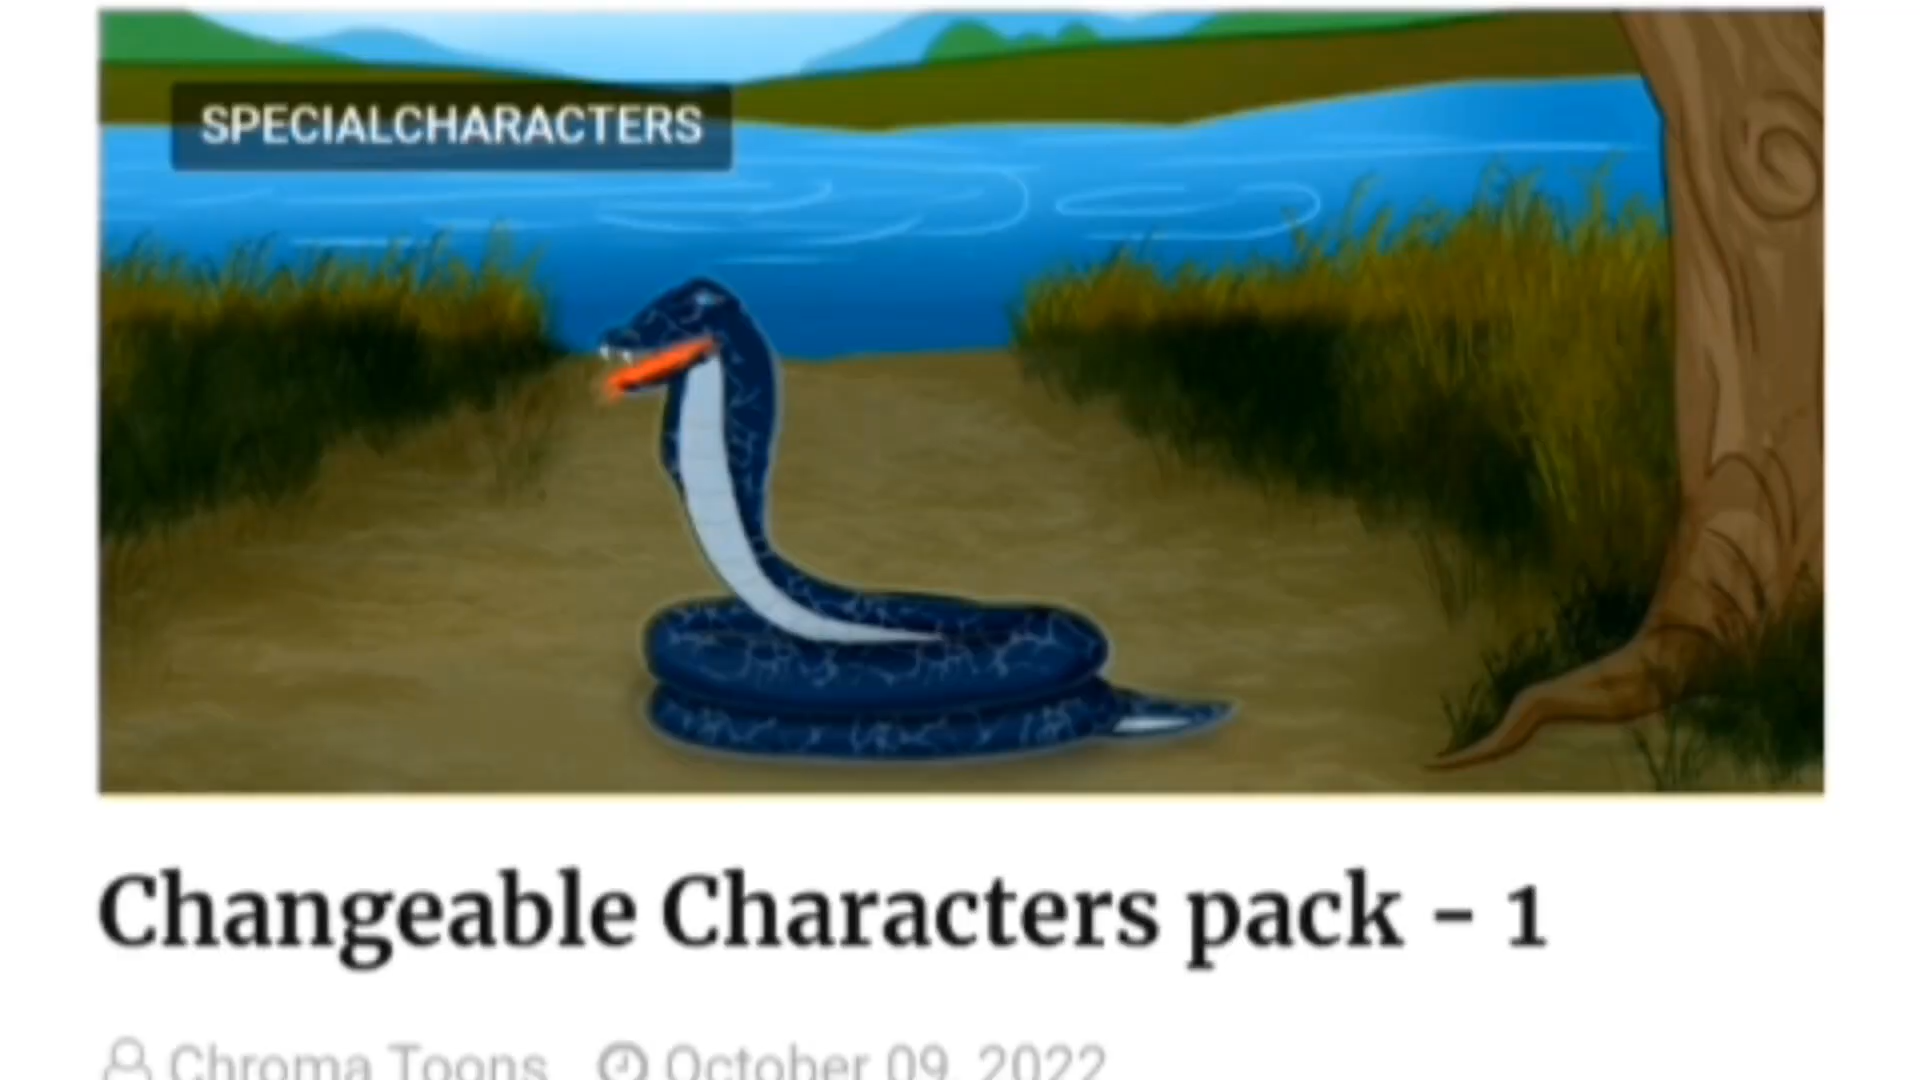 SPECIALCHARACTERS
Changeable Characters pack - 1
Chroma Toons October 09, 2022